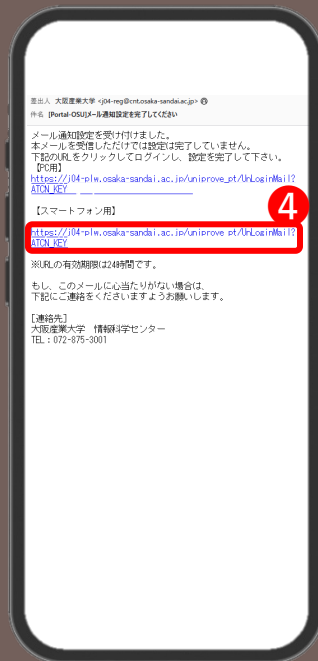 差出人 大阪産業大学 <j04-reg@cnt.osaka-sandai.ac.jp>
件名 [Portal-OSU]メール通知設定を完了してください
メール通知設定を受け付けました。
本メールを受信しただけでは設定は完了していません。
下記のURLをクリックしてログインし、設定を完了して下さい。
【PC用】
https://j04-plw.osaka-sandai.ac.jp/uniprove_pt/UnLoginMail?
ATCN_KEY
【スマートフォン用】
4
https://j04-plw.osaka-sandai.ac.jp/uniprove_pt/UnLoginMail?
ATCN_KEY
※URLの有効期限は24時間です。
もし、このメールに心当たりがない場合は、
下記にご連絡をくださいますようお願いします。
[連絡先]
大阪産業大学 情報科学センター
TEL：072-875-3001